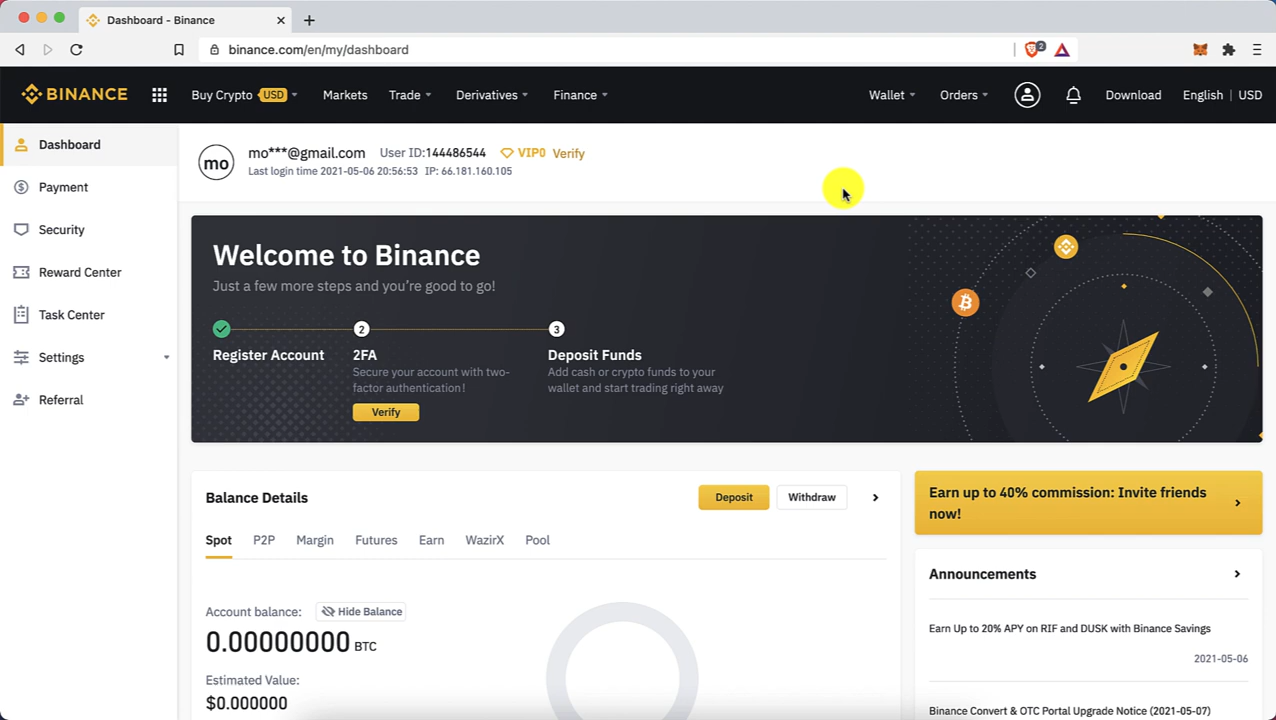 Dashboard - Binance
binance.com/en/my/dashboard
2
BINANCE
Buy Crypto USD
Markets
Trade
Derivatives
Finance
Wallet
Orders
Download
English | USD
Dashboard
Payment
Security
Reward Center
Task Center
Settings
Referral
mo
mo***@gmail.com User ID:144486544 VIP0 Verify
Last login time 2021-05-06 20:56:53 IP: 66.181.160.105
Welcome to Binance
Just a few more steps and you're good to go!
2
3
Register Account
2FA
Secure your account with two-
factor authentication!
Verify
Deposit Funds
Add cash or crypto funds to your
wallet and start trading right away
Balance Details
Deposit
Withdraw
Spot
P2P
Margin
Futures
Earn
WazirX
Pool
Account balance:
Hide Balance
0.00000000 BTC
Estimated Value:
$0.000000
Earn up to 40% commission: Invite friends
now!
Announcements
Earn Up to 20% APY on RIF and DUSK with Binance Savings
2021-05-06
Binance Convert & OTC Portal Upgrade Notice (2021-05-07)